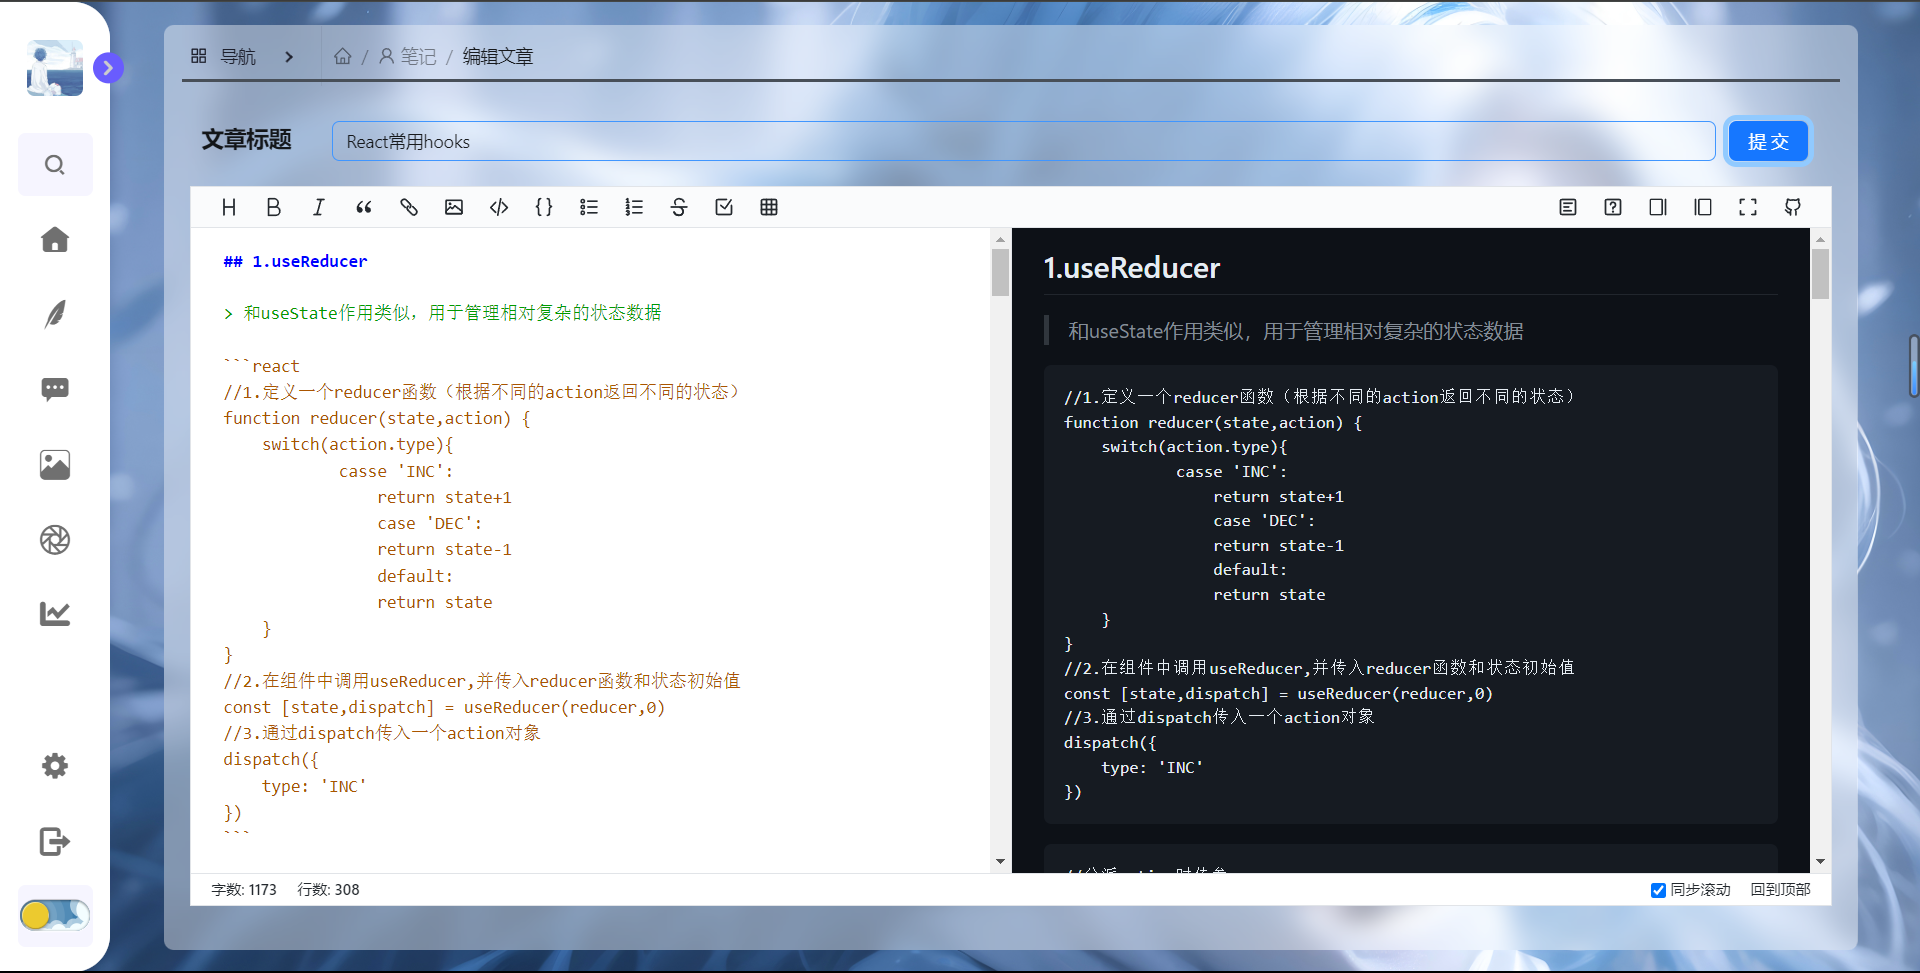 导航 / 笔记 / 编辑文章
文章标题 React常用hooks 提交
## 1.useReducer
> 和useState作用类似，用于管理相对复杂的状态数据
```react
//1.定义一个reducer函数（根据不同的action返回不同的状态）
function reducer(state,action) {
    switch(action.type){
            casse 'INC':
                return state+1
                case 'DEC':
                return state-1
                default:
                return state
    }
}
//2.在组件中调用useReducer,并传入reducer函数和状态初始值
const [state,dispatch] = useReducer(reducer,0)
//3.通过dispatch传入一个action对象
dispatch({
    type: 'INC'
})
```
1.useReducer
和useState作用类似，用于管理相对复杂的状态数据
//1.定义一个reducer函数（根据不同的action返回不同的状态）
function reducer(state,action) {
    switch(action.type){
            casse 'INC':
                return state+1
                case 'DEC':
                return state-1
                default:
                return state
    }
}
//2.在组件中调用useReducer,并传入reducer函数和状态初始值
const [state,dispatch] = useReducer(reducer,0)
//3.通过dispatch传入一个action对象
dispatch({
    type: 'INC'
})
字数: 1173 行数: 308
同步滚动 回到顶部